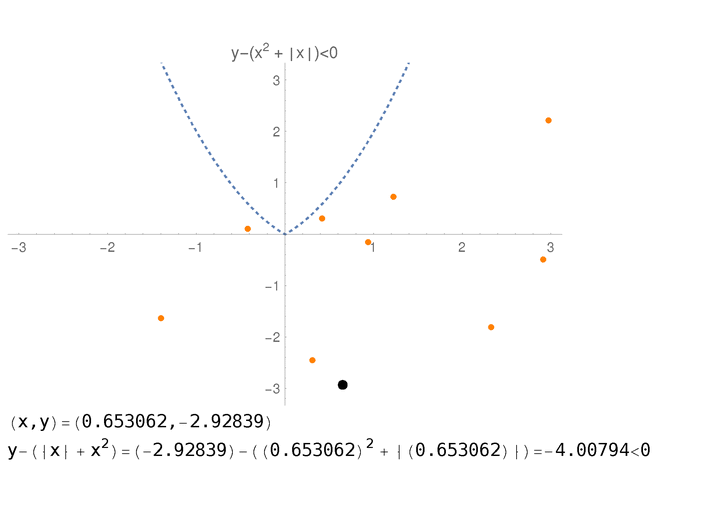 y−(x² + |x|)<0
3
2
1
−3 −2 −1 1 2 3
−1
−2
−3
(x,y)=(0.653062,−2.92839)
y−(|x| + x²)=(−2.92839)−((0.653062)² + |(0.653062)|)=−4.00794<0